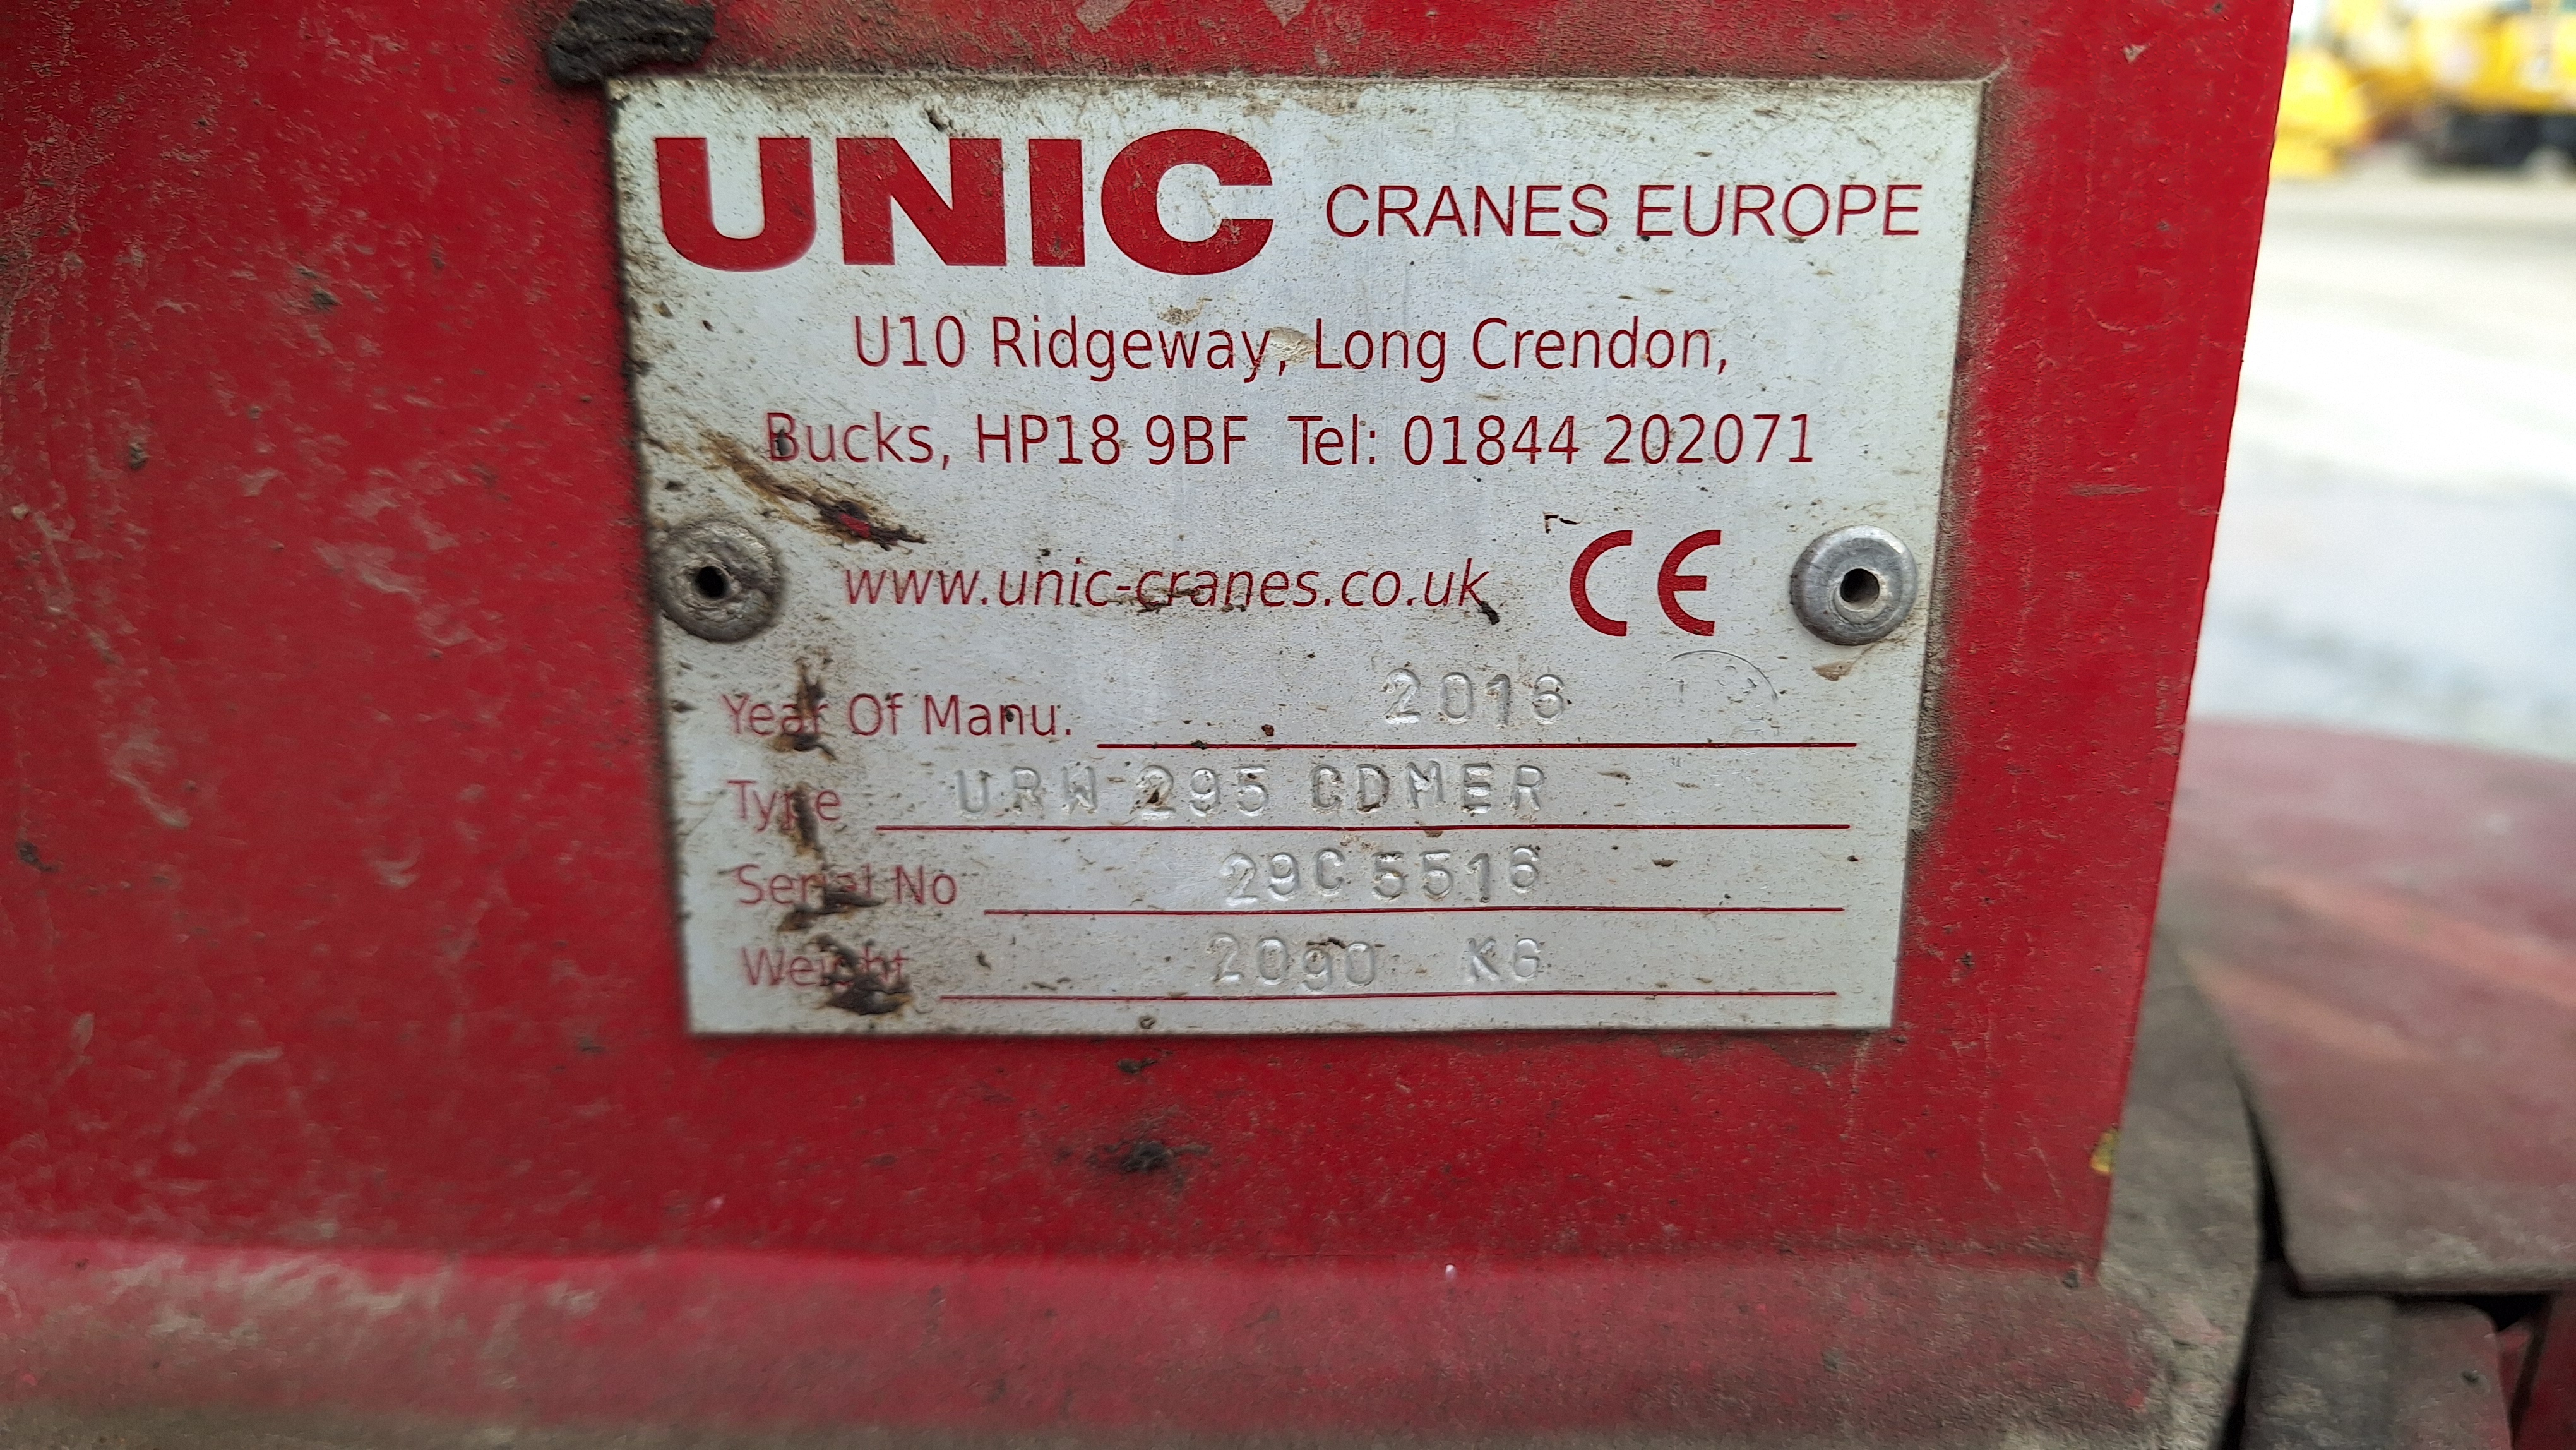 UNIC CRANES EUROPE
U10 Ridgeway, Long Crendon,
Bucks, HP18 9BF Tel: 01844 202071
www.unic-cranes.co.uk CE
Year Of Manu. 2016
Type URW 295 CDMER
Serial No 29C 5516
Weight 2090 KG